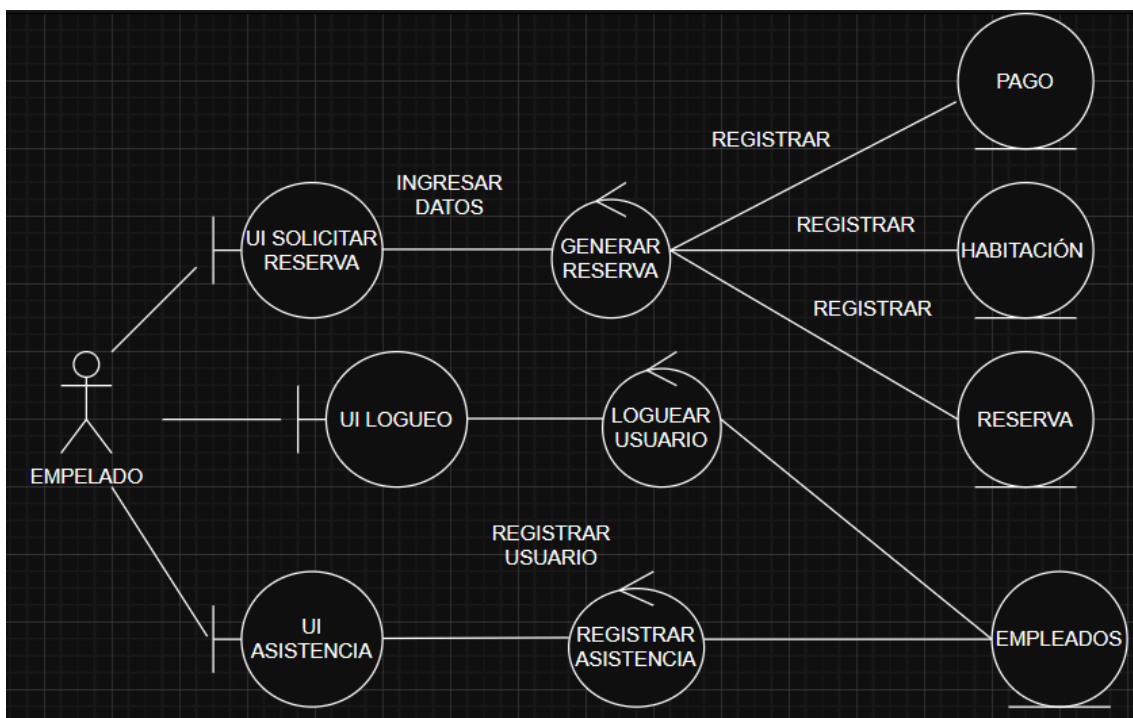 PAGO
REGISTRAR
INGRESAR
DATOS
UI SOLICITAR
RESERVA
GENERAR
RESERVA
REGISTRAR
HABITACIÓN
REGISTRAR
UI LOGUEO
LOGUEAR
USUARIO
RESERVA
EMPELADO
REGISTRAR
USUARIO
UI
ASISTENCIA
REGISTRAR
ASISTENCIA
EMPLEADOS